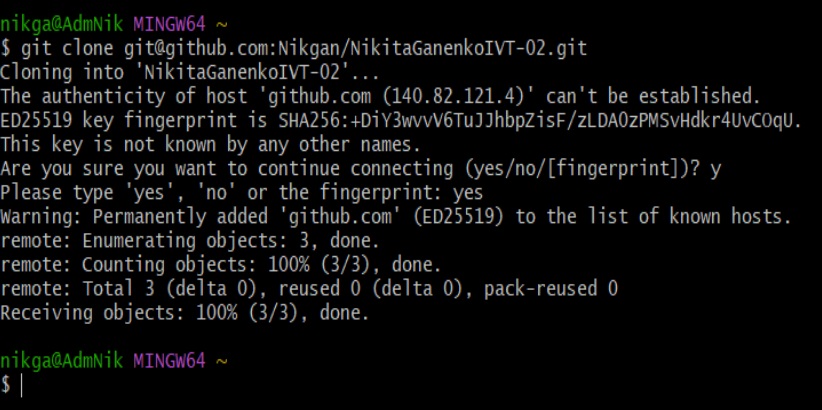 nikga@AdmNik MINGW64 ~
$ git clone git@github.com:Nikgan/NikitaGanenkoIVT-02.git
Cloning into 'NikitaGanenkoIVT-02'...
The authenticity of host 'github.com (140.82.121.4)' can't be established.
ED25519 key fingerprint is SHA256:+DiY3wvvV6TuJJhbpZisF/zLDA0zPMSvHdkr4UvCOqU.
This key is not known by any other names.
Are you sure you want to continue connecting (yes/no/[fingerprint])? y
Please type 'yes', 'no' or the fingerprint: yes
Warning: Permanently added 'github.com' (ED25519) to the list of known hosts.
remote: Enumerating objects: 3, done.
remote: Counting objects: 100% (3/3), done.
remote: Total 3 (delta 0), reused 0 (delta 0), pack-reused 0
Receiving objects: 100% (3/3), done.
nikga@AdmNik MINGW64 ~
$